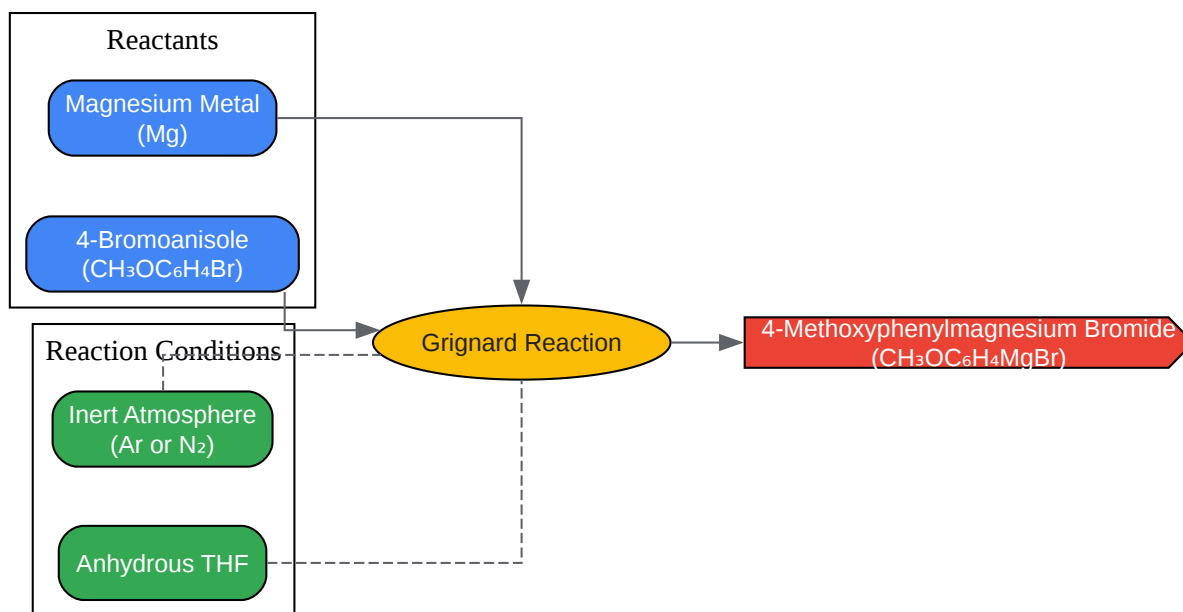 Reactants
Magnesium Metal
(Mg)
4-Bromoanisole
(CH₃OC₆H₄Br)
Reaction Conditions
Inert Atmosphere
(Ar or N₂)
Anhydrous THF
Grignard Reaction
4-Methoxyphenylmagnesium Bromide
(CH₃OC₆H₄MgBr)